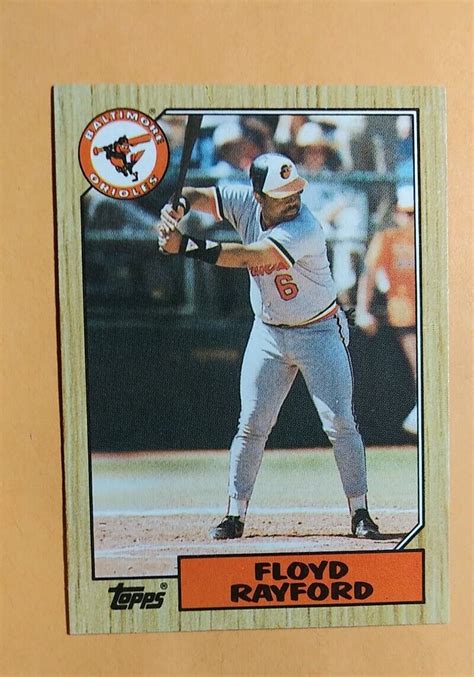 BALTIMORE
ORIOLES
®
6
topps®
FLOYD
RAYFORD